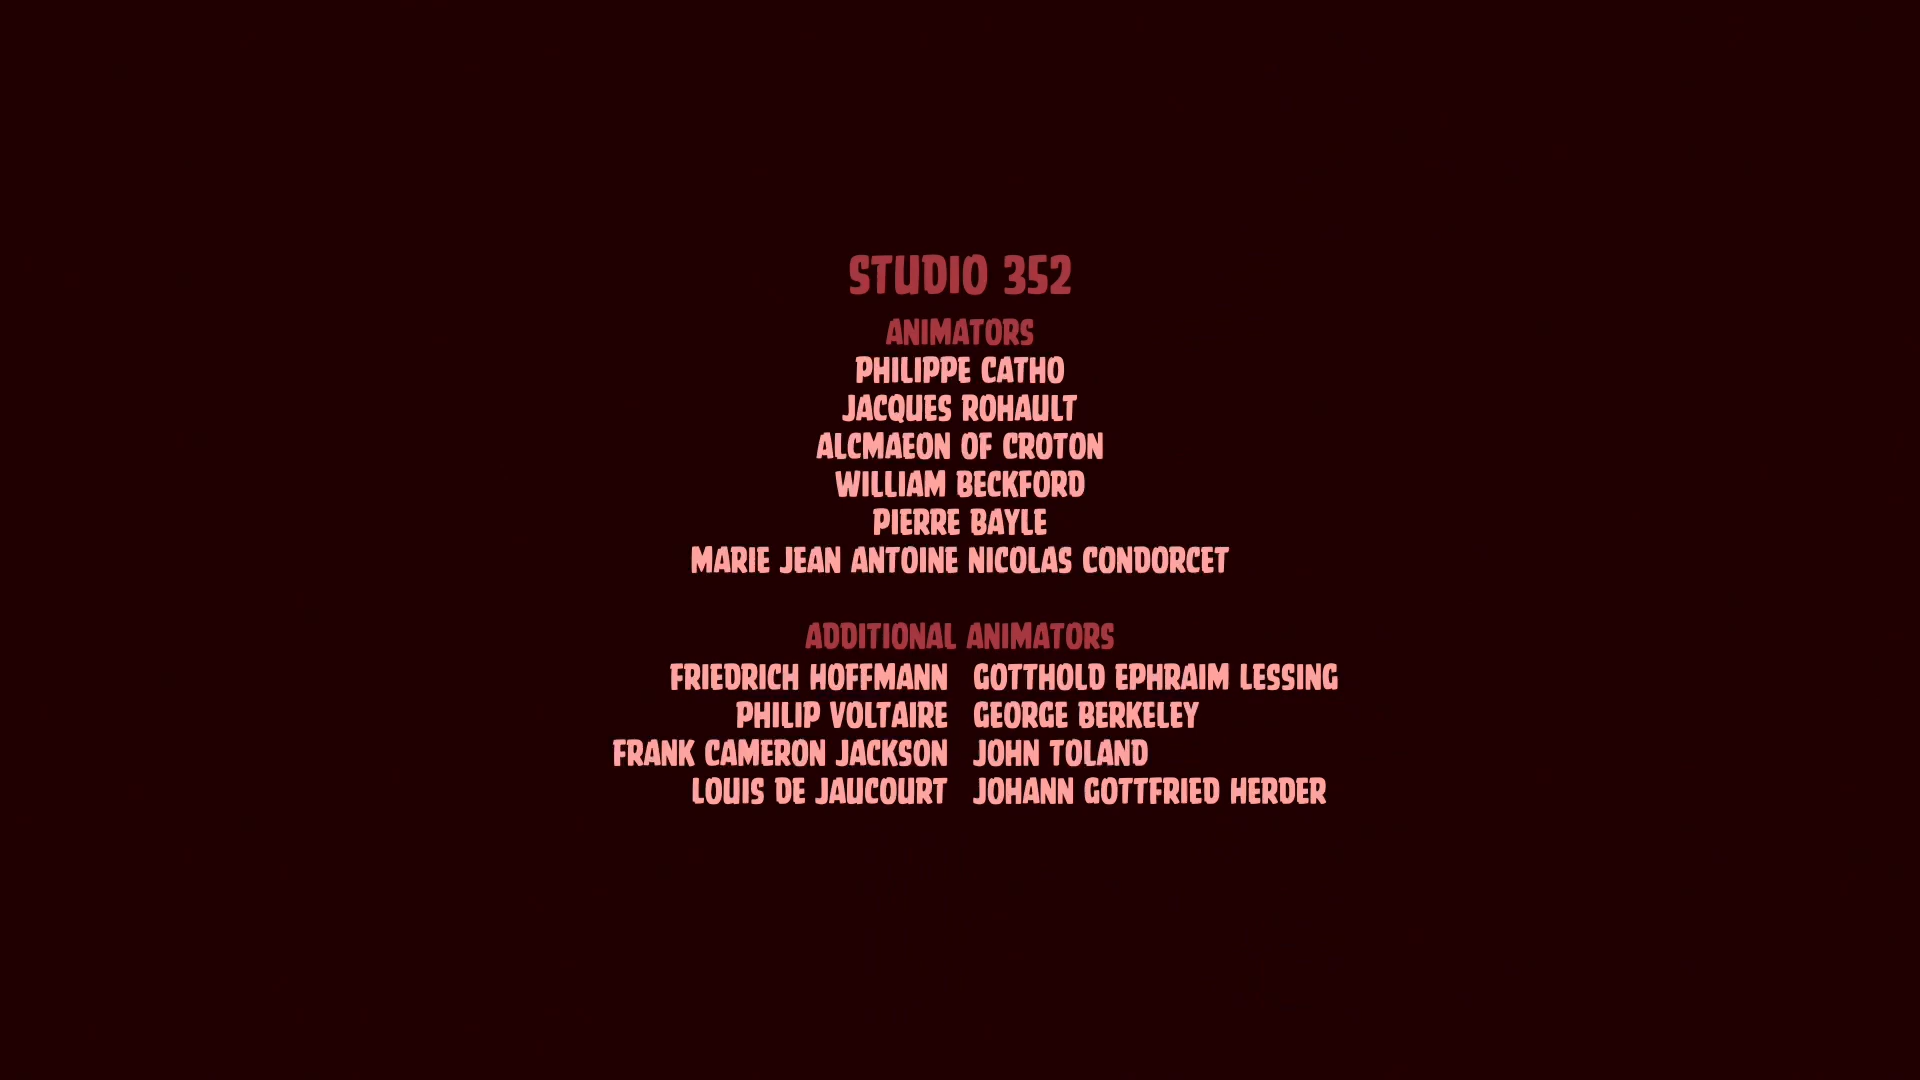 STUDIO 352
ANIMATORS
PHILIPPE CATHO
JACQUES ROHAULT
ALCMAEON OF CROTON
WILLIAM BECKFORD
PIERRE BAYLE
MARIE JEAN ANTOINE NICOLAS CONDORCET
ADDITIONAL ANIMATORS
FRIEDRICH HOFFMANN GOTTHOLD EPHRAIM LESSING
PHILIP VOLTAIRE GEORGE BERKELEY
FRANK CAMERON JACKSON JOHN TOLAND
LOUIS DE JAUCOURT JOHANN GOTTFRIED HERDER